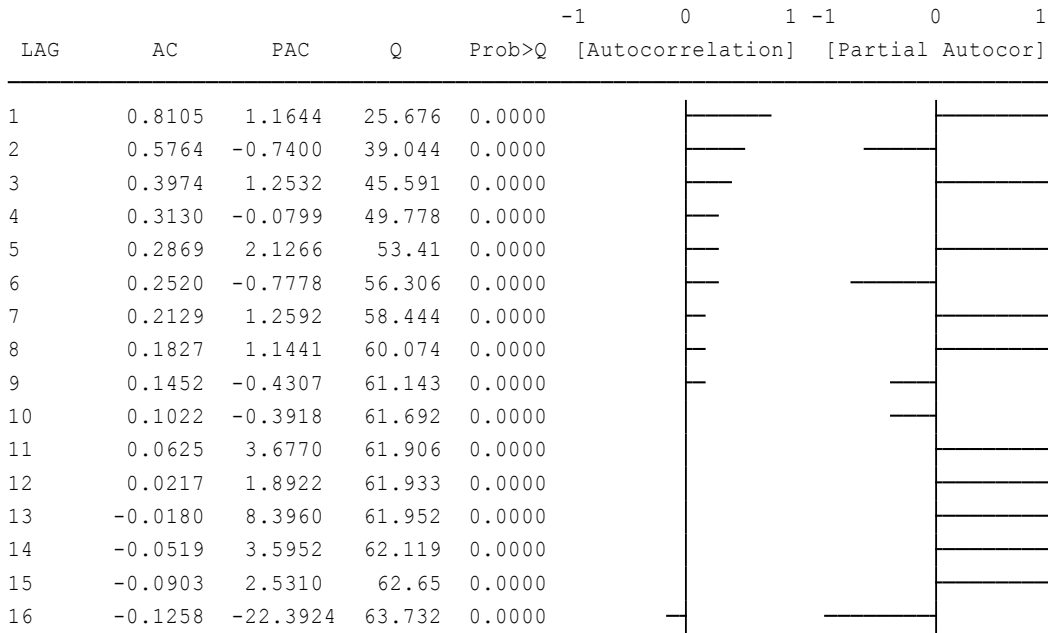 -1 0 1 -1 0 1
LAG AC PAC Q Prob>Q [Autocorrelation] [Partial Autocor]
1 0.8105 1.1644 25.676 0.0000
2 0.5764 -0.7400 39.044 0.0000
3 0.3974 1.2532 45.591 0.0000
4 0.3130 -0.0799 49.778 0.0000
5 0.2869 2.1266 53.41 0.0000
6 0.2520 -0.7778 56.306 0.0000
7 0.2129 1.2592 58.444 0.0000
8 0.1827 1.1441 60.074 0.0000
9 0.1452 -0.4307 61.143 0.0000
10 0.1022 -0.3918 61.692 0.0000
11 0.0625 3.6770 61.906 0.0000
12 0.0217 1.8922 61.933 0.0000
13 -0.0180 8.3960 61.952 0.0000
14 -0.0519 3.5952 62.119 0.0000
15 -0.0903 2.5310 62.65 0.0000
16 -0.1258 -22.3924 63.732 0.0000